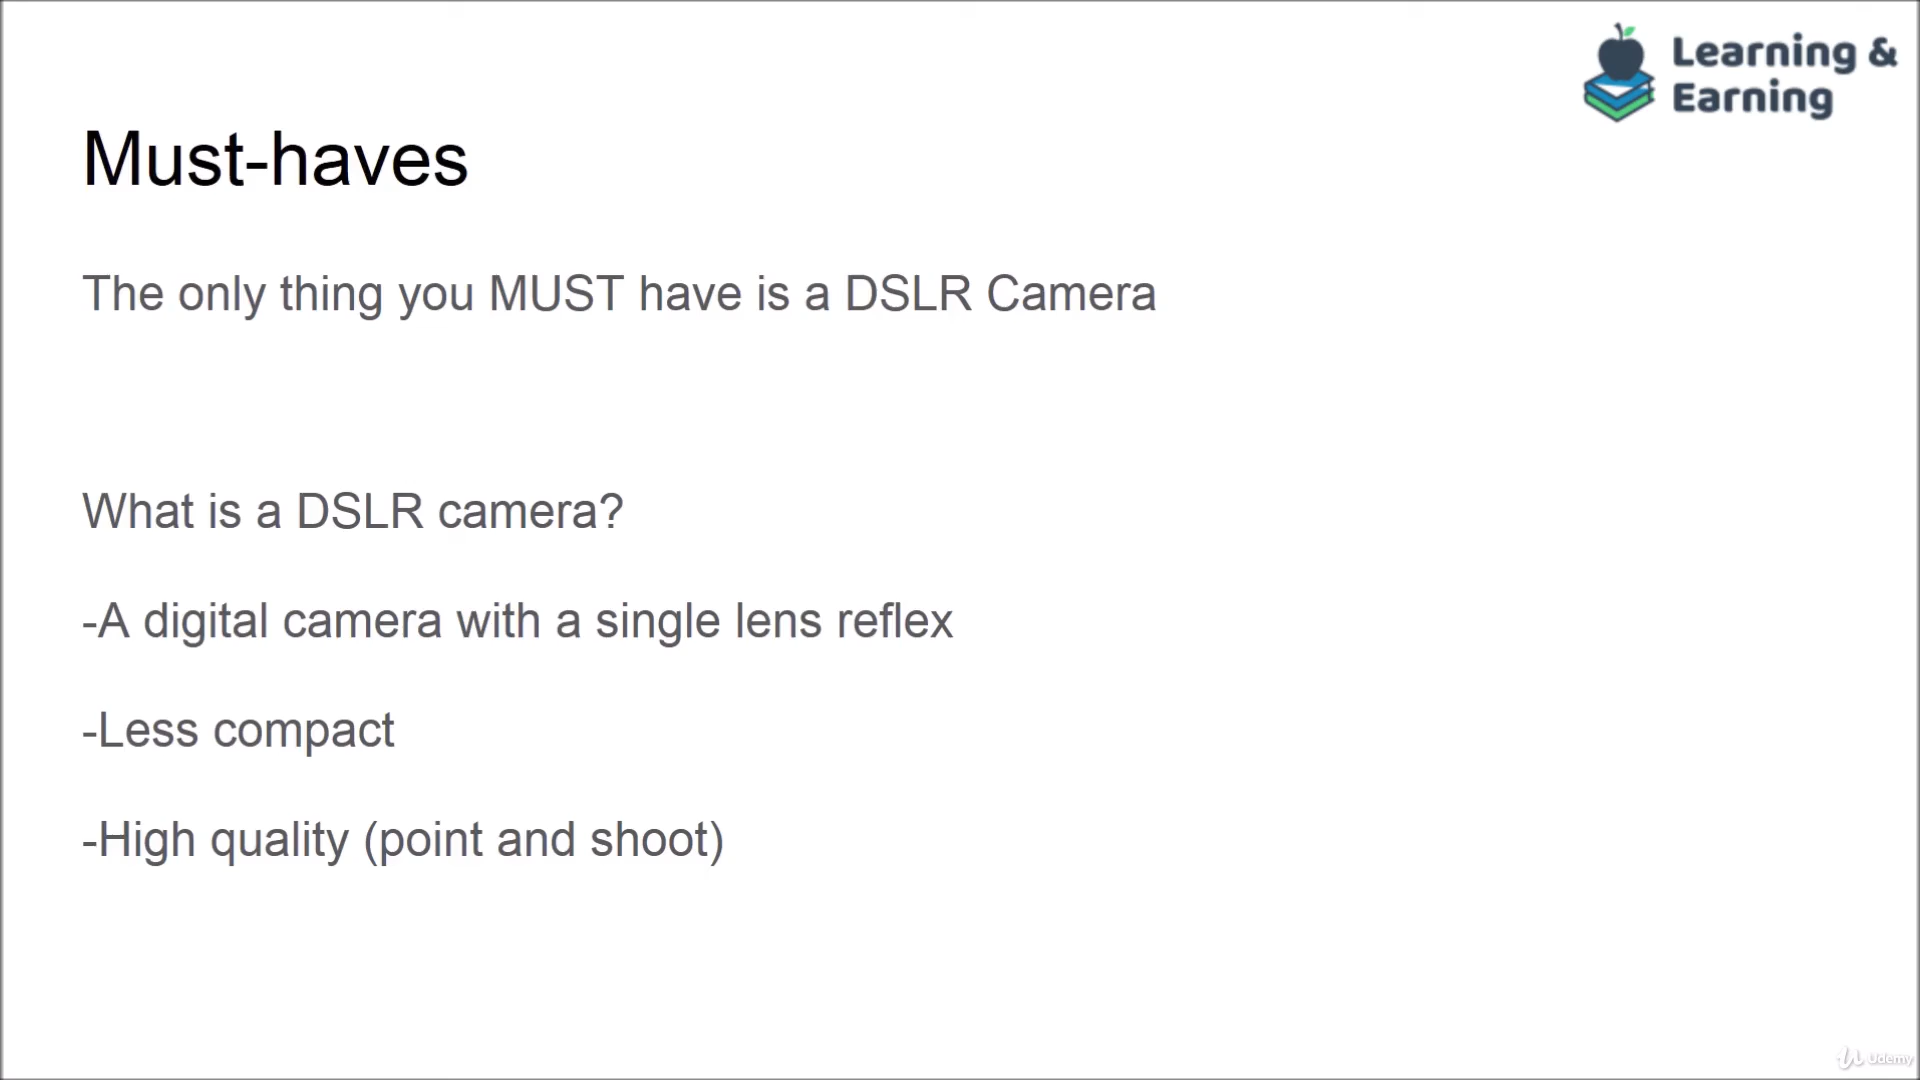 Learning &
Earning
Must-haves
The only thing you MUST have is a DSLR Camera
What is a DSLR camera?
-A digital camera with a single lens reflex
-Less compact
-High quality (point and shoot)
Udemy